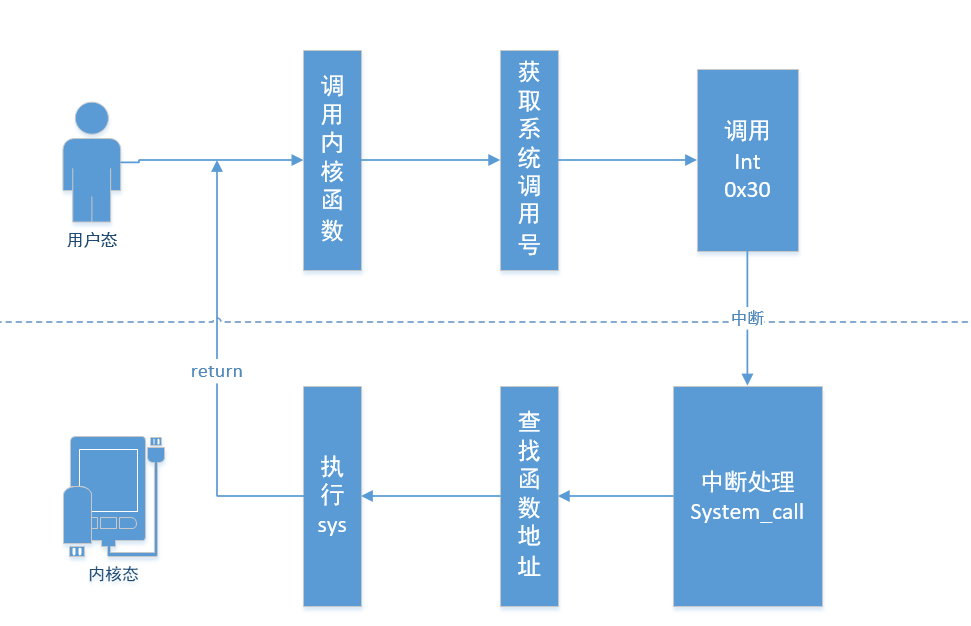 调用内核函数
获取系统调用号
调用
Int
0x30
用户态
中断
return
执行
sys
查找函数地址
中断处理
System_call
内核态